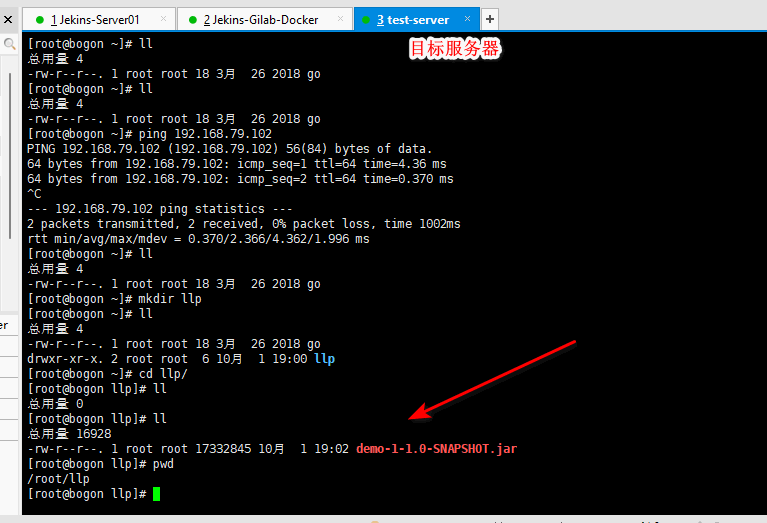 1 Jekins-Server01
2 Jekins-Gilab-Docker
3 test-server
[root@bogon ~]# ll
目标服务器
总用量 4
-rw-r--r--. 1 root root 18 3月  26 2018 go
[root@bogon ~]# ll
总用量 4
-rw-r--r--. 1 root root 18 3月  26 2018 go
[root@bogon ~]# ping 192.168.79.102
PING 192.168.79.102 (192.168.79.102) 56(84) bytes of data.
64 bytes from 192.168.79.102: icmp_seq=1 ttl=64 time=4.36 ms
64 bytes from 192.168.79.102: icmp_seq=2 ttl=64 time=0.370 ms
^C
--- 192.168.79.102 ping statistics ---
2 packets transmitted, 2 received, 0% packet loss, time 1002ms
rtt min/avg/max/mdev = 0.370/2.366/4.362/1.996 ms
[root@bogon ~]# ll
总用量 4
-rw-r--r--. 1 root root 18 3月  26 2018 go
[root@bogon ~]# mkdir llp
[root@bogon ~]# ll
总用量 4
-rw-r--r--. 1 root root 18 3月  26 2018 go
drwxr-xr-x. 2 root root  6 10月  1 19:00 llp
[root@bogon ~]# cd llp/
[root@bogon llp]# ll
总用量 0
[root@bogon llp]# ll
总用量 16928
-rw-r--r--. 1 root root 17332845 10月  1 19:02 demo-1-1.0-SNAPSHOT.jar
[root@bogon llp]# pwd
/root/llp
[root@bogon llp]#